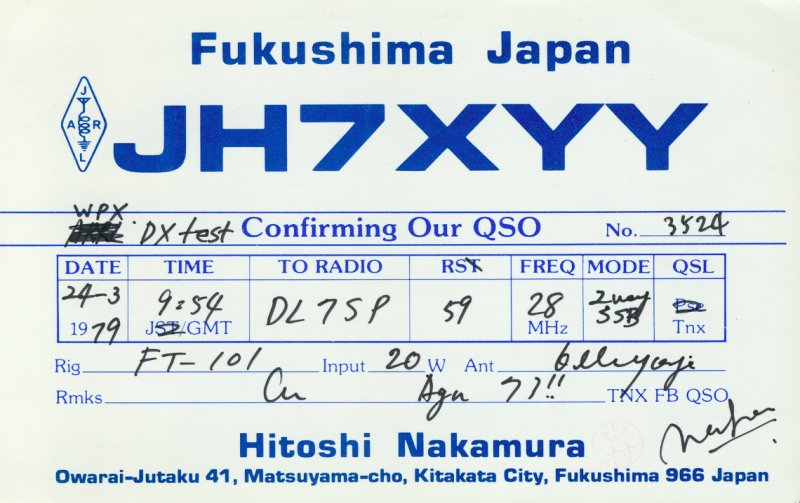 Fukushima Japan
J A R L
JH7XYY
WPX
DX test Confirming Our QSO No. 3524
DATE TIME TO RADIO RST FREQ MODE QSL
24-3 9:54 DL7SP 59 28 2way Pse
1979 JST/GMT MHz SSB Tnx
Rig FT-101 Input 20 W Ant 6ele yagi
Rmks Cu Agn 77!! TNX FB QSO
Hitoshi Nakamura
Owarai-Jutaku 41, Matsuyama-cho, Kitakata City, Fukushima 966 Japan